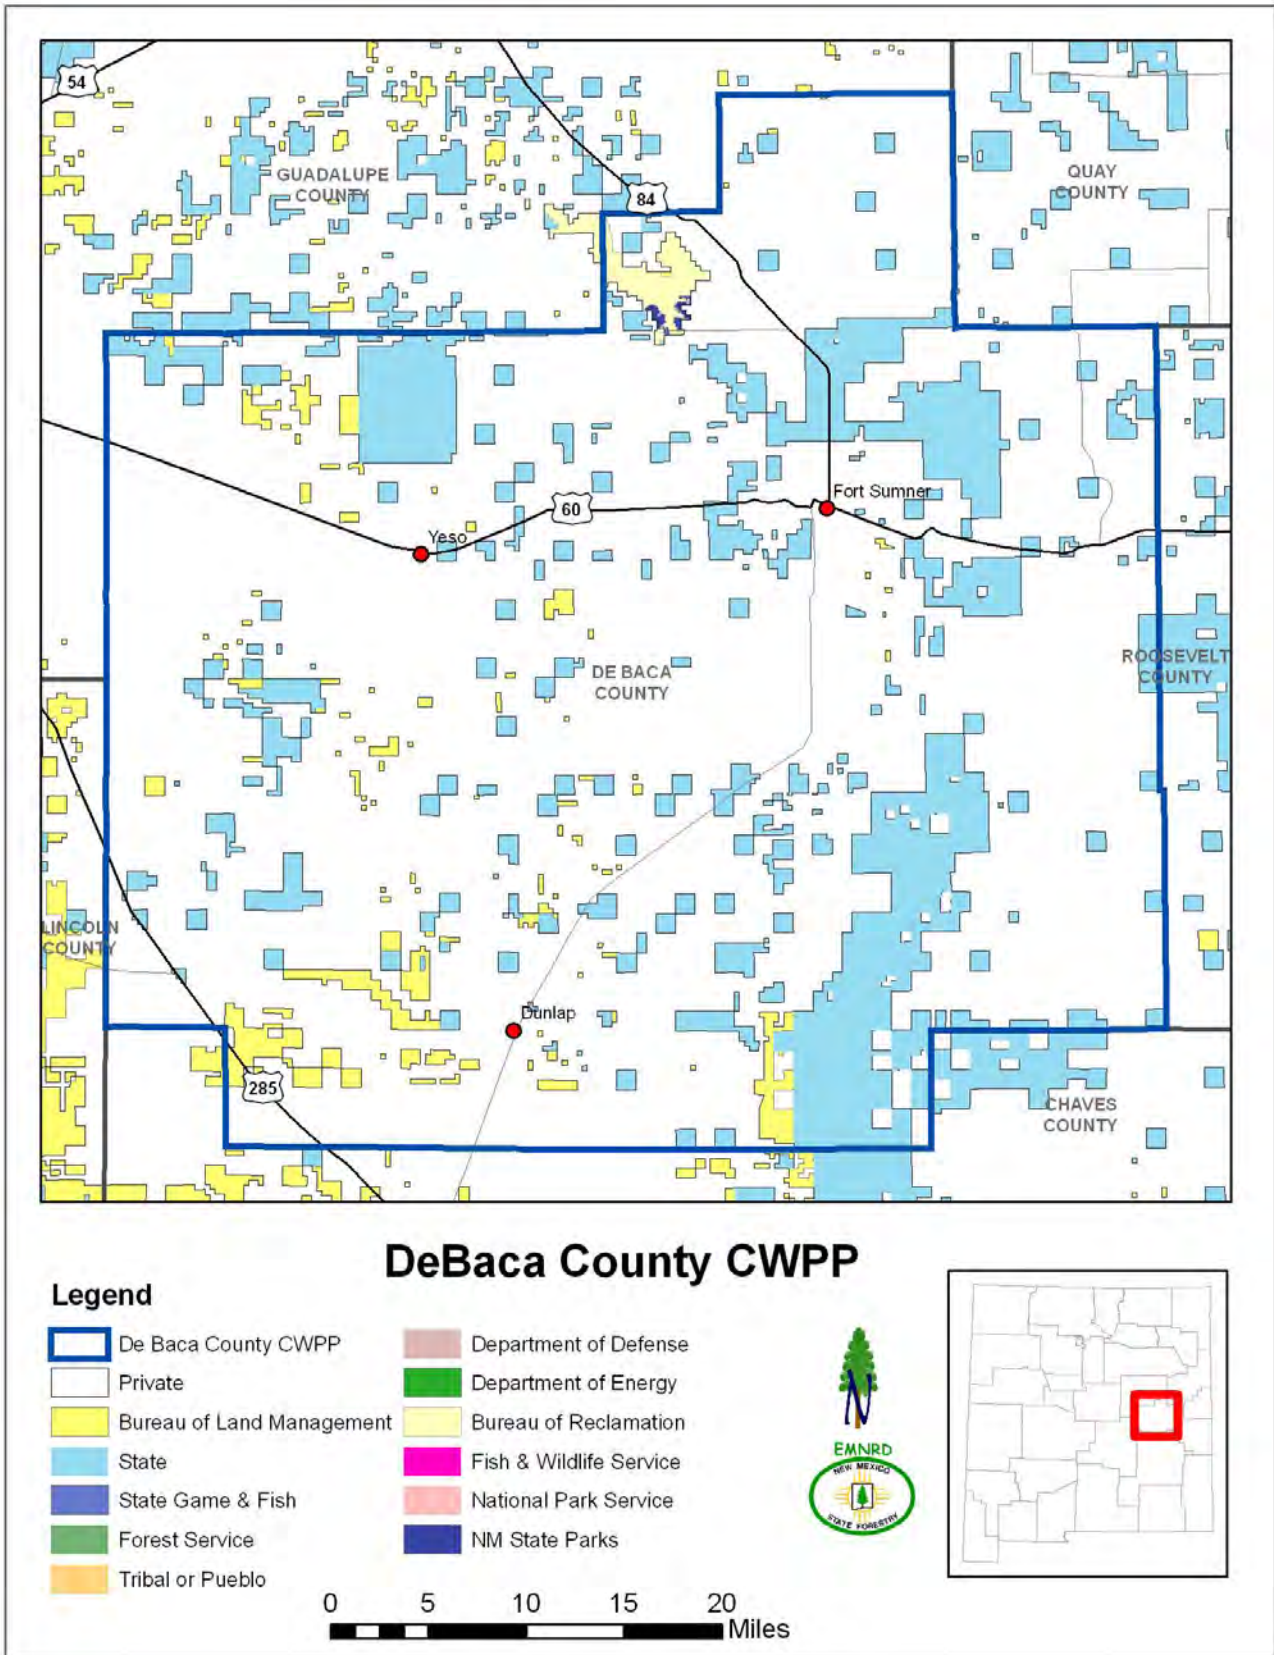 54
GUADALUPE
COUNTY
84
QUAY
COUNTY
Fort Sumner
60
Yeso
DE BACA
COUNTY
ROOSEVELT
COUNTY
LINCOLN
COUNTY
Dunlap
285
CHAVES
COUNTY
DeBaca County CWPP
Legend
De Baca County CWPP
Private
Bureau of Land Management
State
State Game & Fish
Forest Service
Tribal or Pueblo
Department of Defense
Department of Energy
Bureau of Reclamation
Fish & Wildlife Service
National Park Service
NM State Parks
N
EMNRD
NEW MEXICO
STATE FORESTRY
0 5 10 15 20
Miles